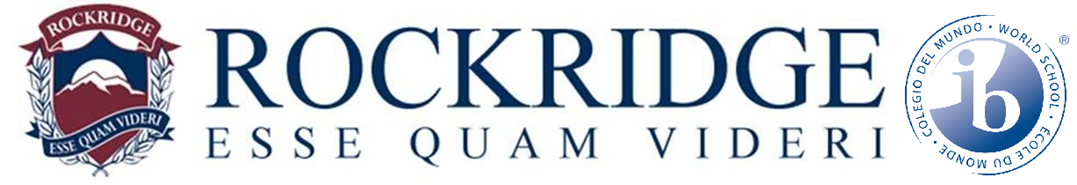 ROCKRIDGE
ESSE QUAM VIDERI
ROCKRIDGE
ESSE QUAM VIDERI
ib
COLEGIO DEL MUNDO · WORLD SCHOOL · ÉCOLE DU MONDE ·
®